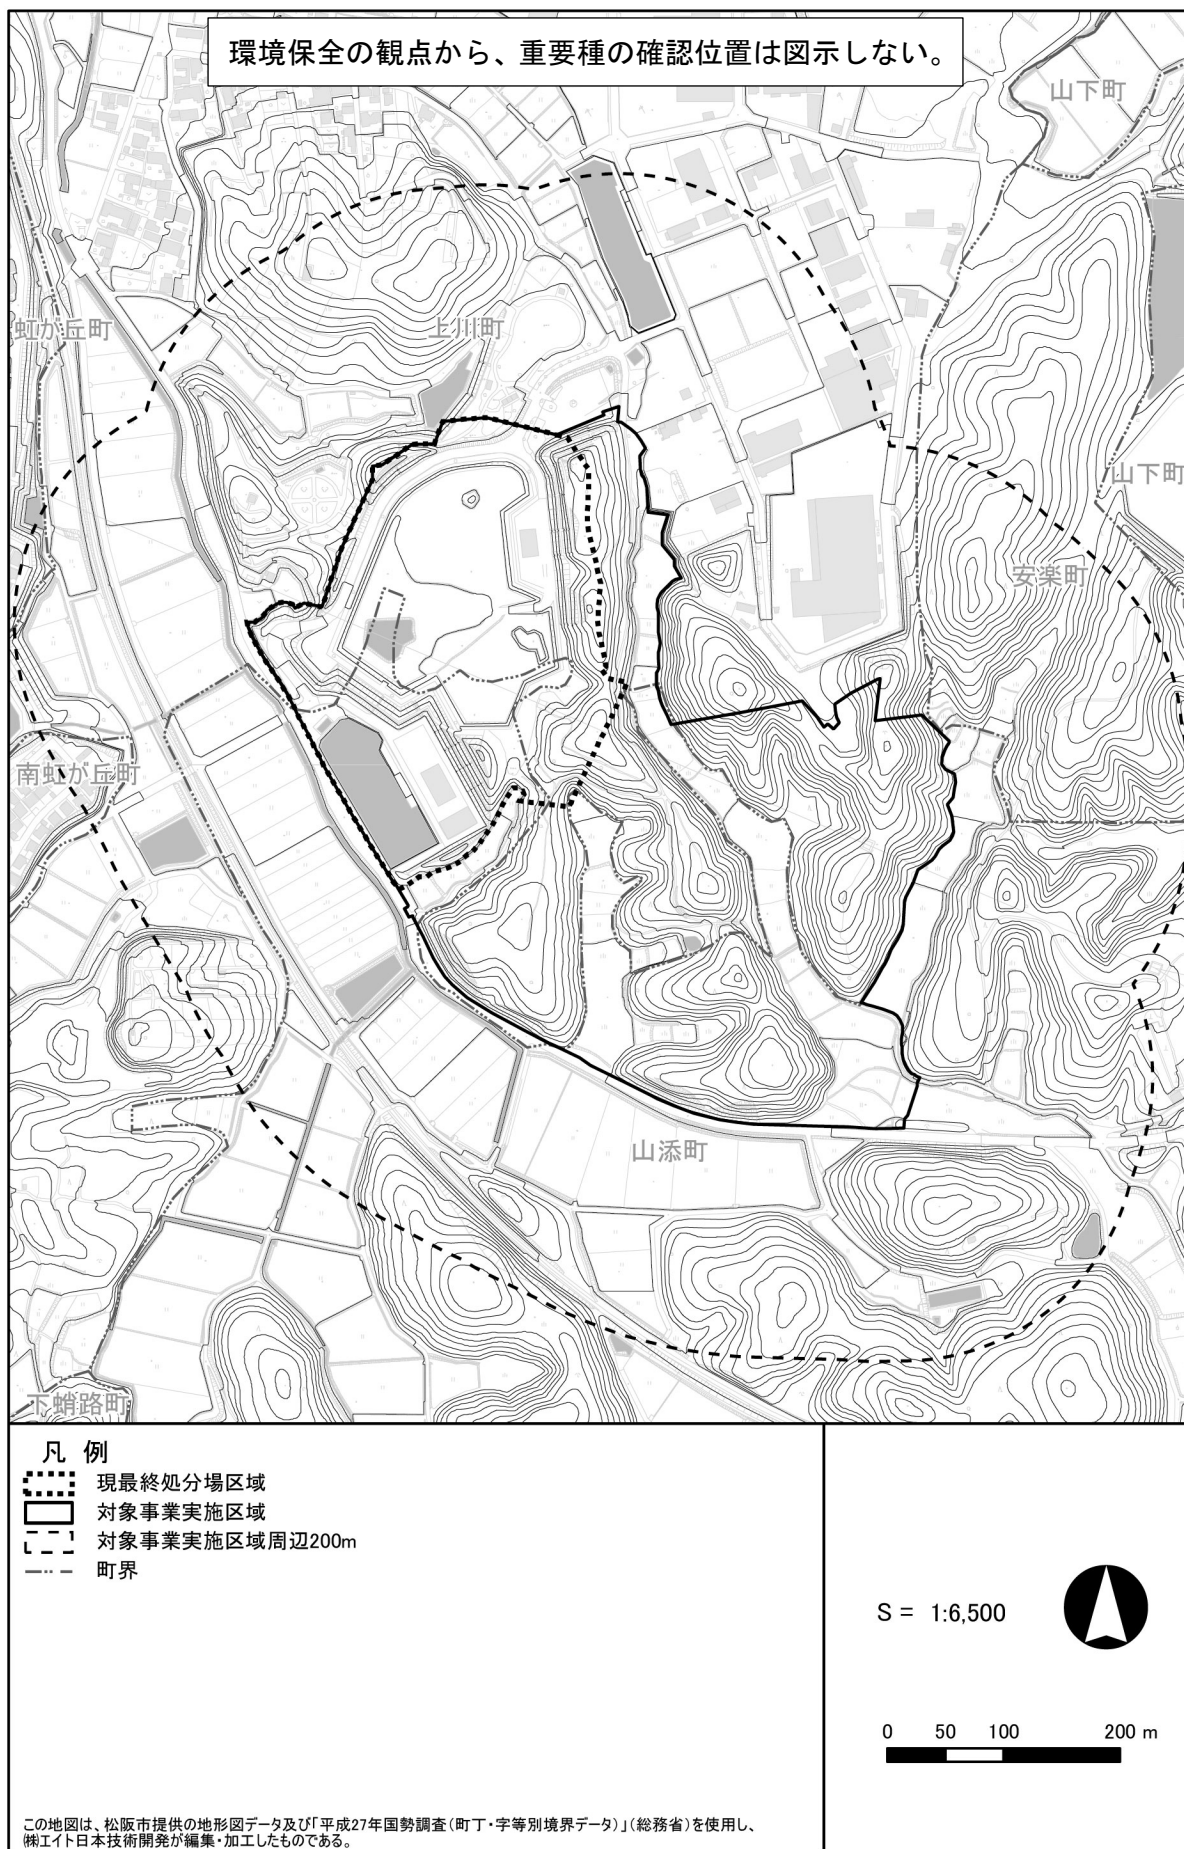 環境保全の観点から、重要種の確認位置は図示しない。
山下町
虹が丘町
上川町
山下町
安楽町
南虹が丘町
山添町
下蛸路町
凡 例
現最終処分場区域
対象事業実施区域
対象事業実施区域周辺200m
町界
S = 1:6,500
0 50 100 200 m
この地図は、松阪市提供の地形図データ及び「平成27年国勢調査(町丁・字等別境界データ)」(総務省)を使用し、
㈱エイト日本技術開発が編集・加工したものである。